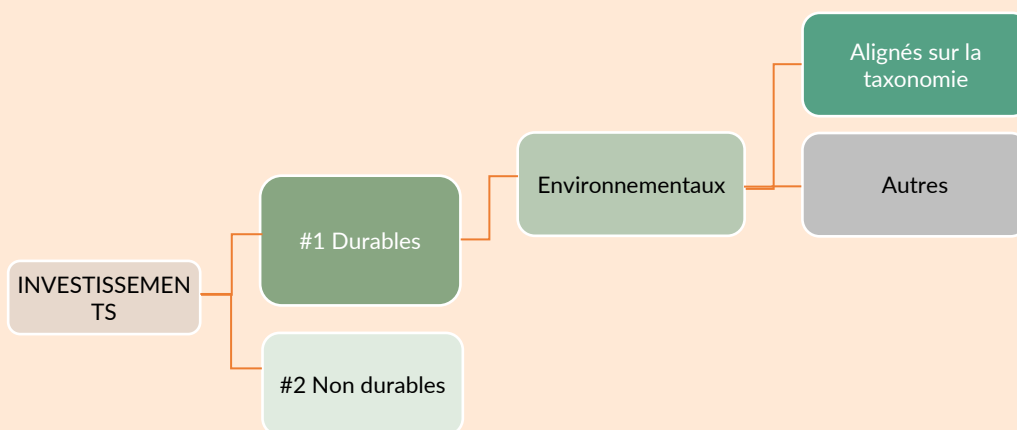 INVESTISSEMEN
TS
#1 Durables
#2 Non durables
Environnementaux
Alignés sur la
taxonomie
Autres